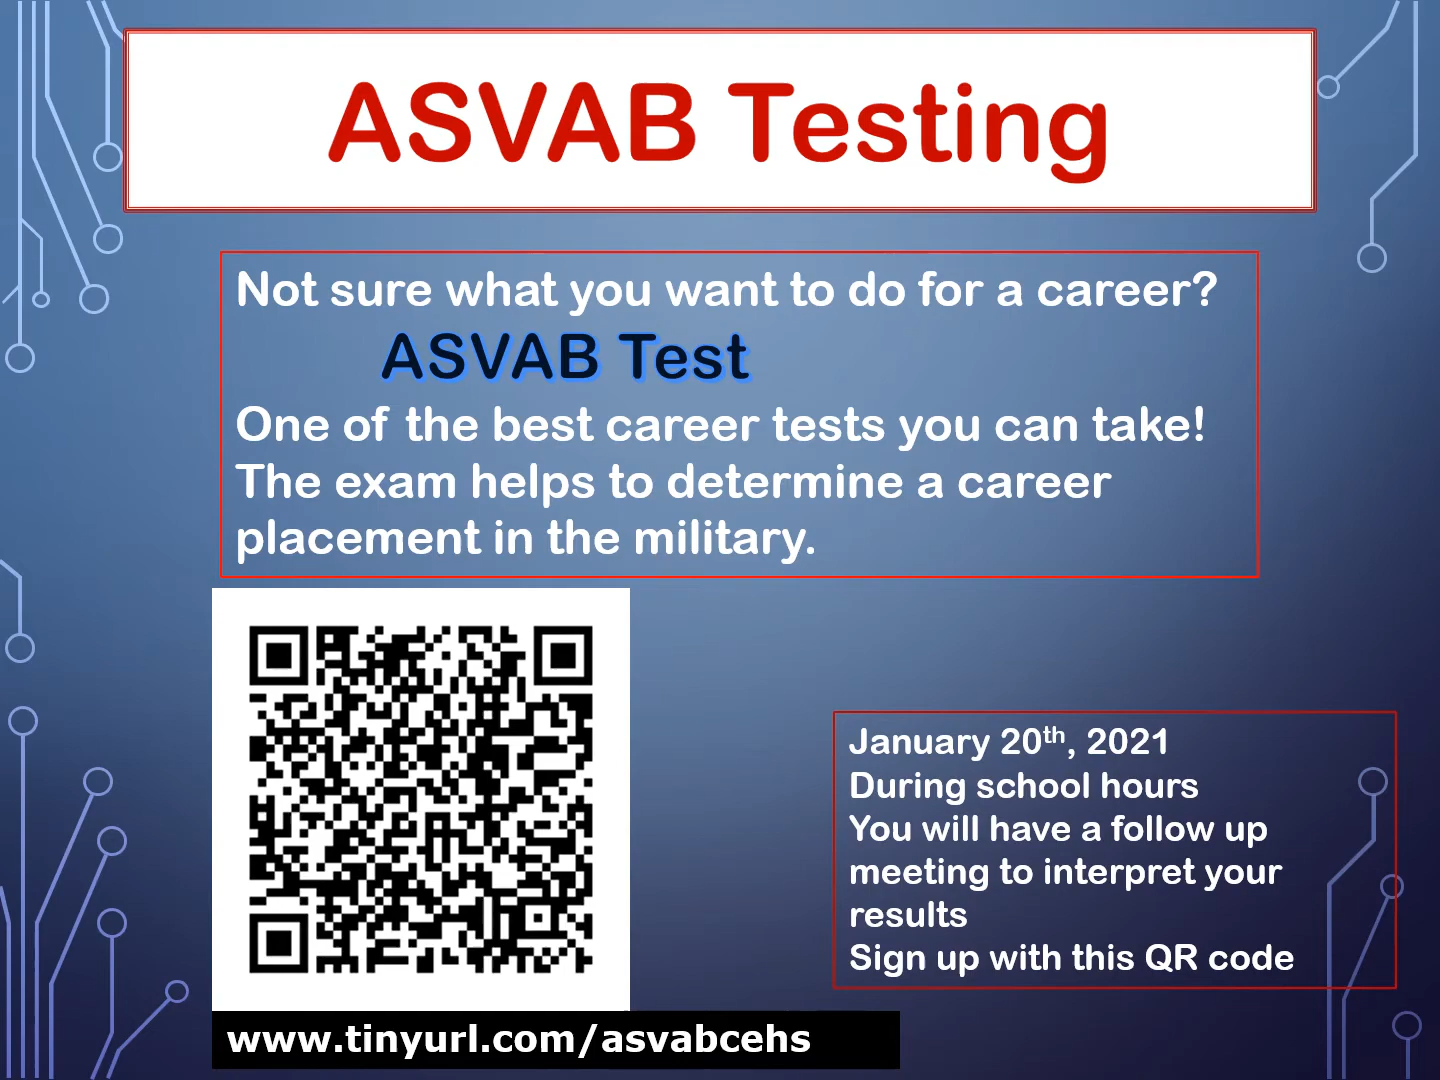 ASVAB Testing
Not sure what you want to do for a career?
ASVAB Test
One of the best career tests you can take!
The exam helps to determine a career
placement in the military.
January 20th, 2021
During school hours
You will have a follow up
meeting to interpret your
results
Sign up with this QR code
www.tinyurl.com/asvabcehs